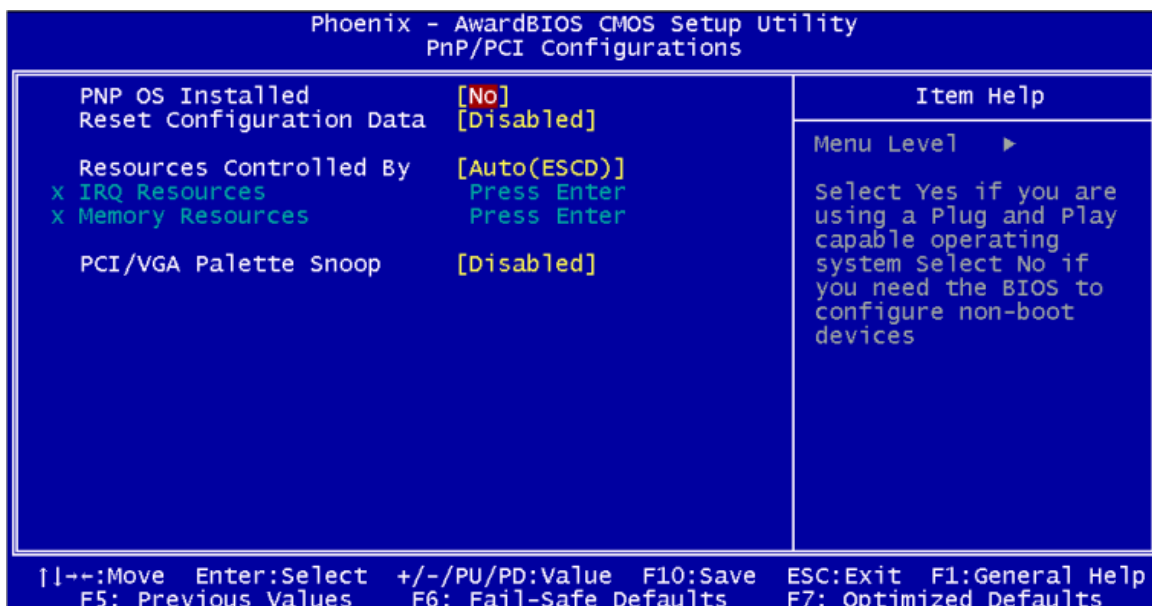 Phoenix - AwardBIOS CMOS Setup Utility
PnP/PCI Configurations
PNP OS Installed [No]
Reset Configuration Data [Disabled]
Resources Controlled By [Auto(ESCD)]
x IRQ Resources Press Enter
x Memory Resources Press Enter
PCI/VGA Palette Snoop [Disabled]
Item Help
Menu Level ►
Select Yes if you are
using a Plug and Play
capable operating
system Select No if
you need the BIOS to
configure non-boot
devices
↑↓→←:Move Enter:Select +/-/PU/PD:Value F10:Save ESC:Exit F1:General Help
F5: Previous Values F6: Fail-Safe Defaults F7: Optimized Defaults